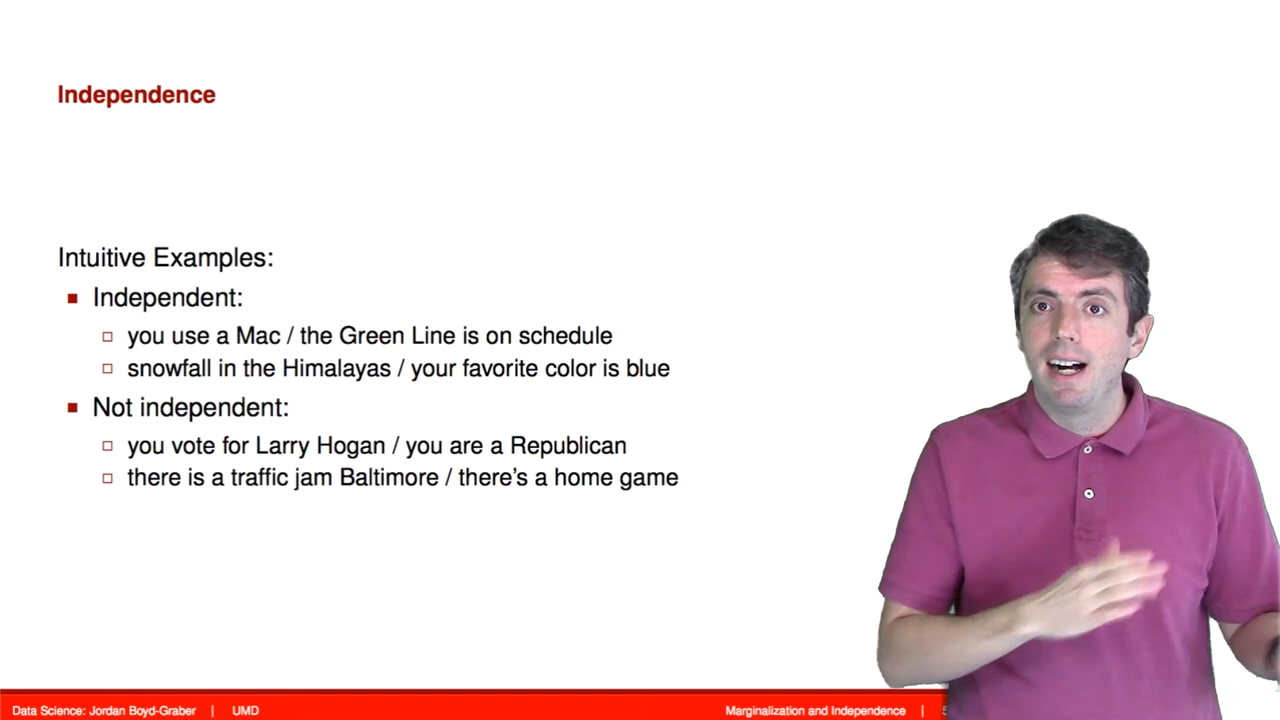 Independence
Intuitive Examples:
Independent:
you use a Mac / the Green Line is on schedule
snowfall in the Himalayas / your favorite color is blue
Not independent:
you vote for Larry Hogan / you are a Republican
there is a traffic jam Baltimore / there's a home game
Data Science: Jordan Boyd-Graber | UMD Marginalization and Independence |